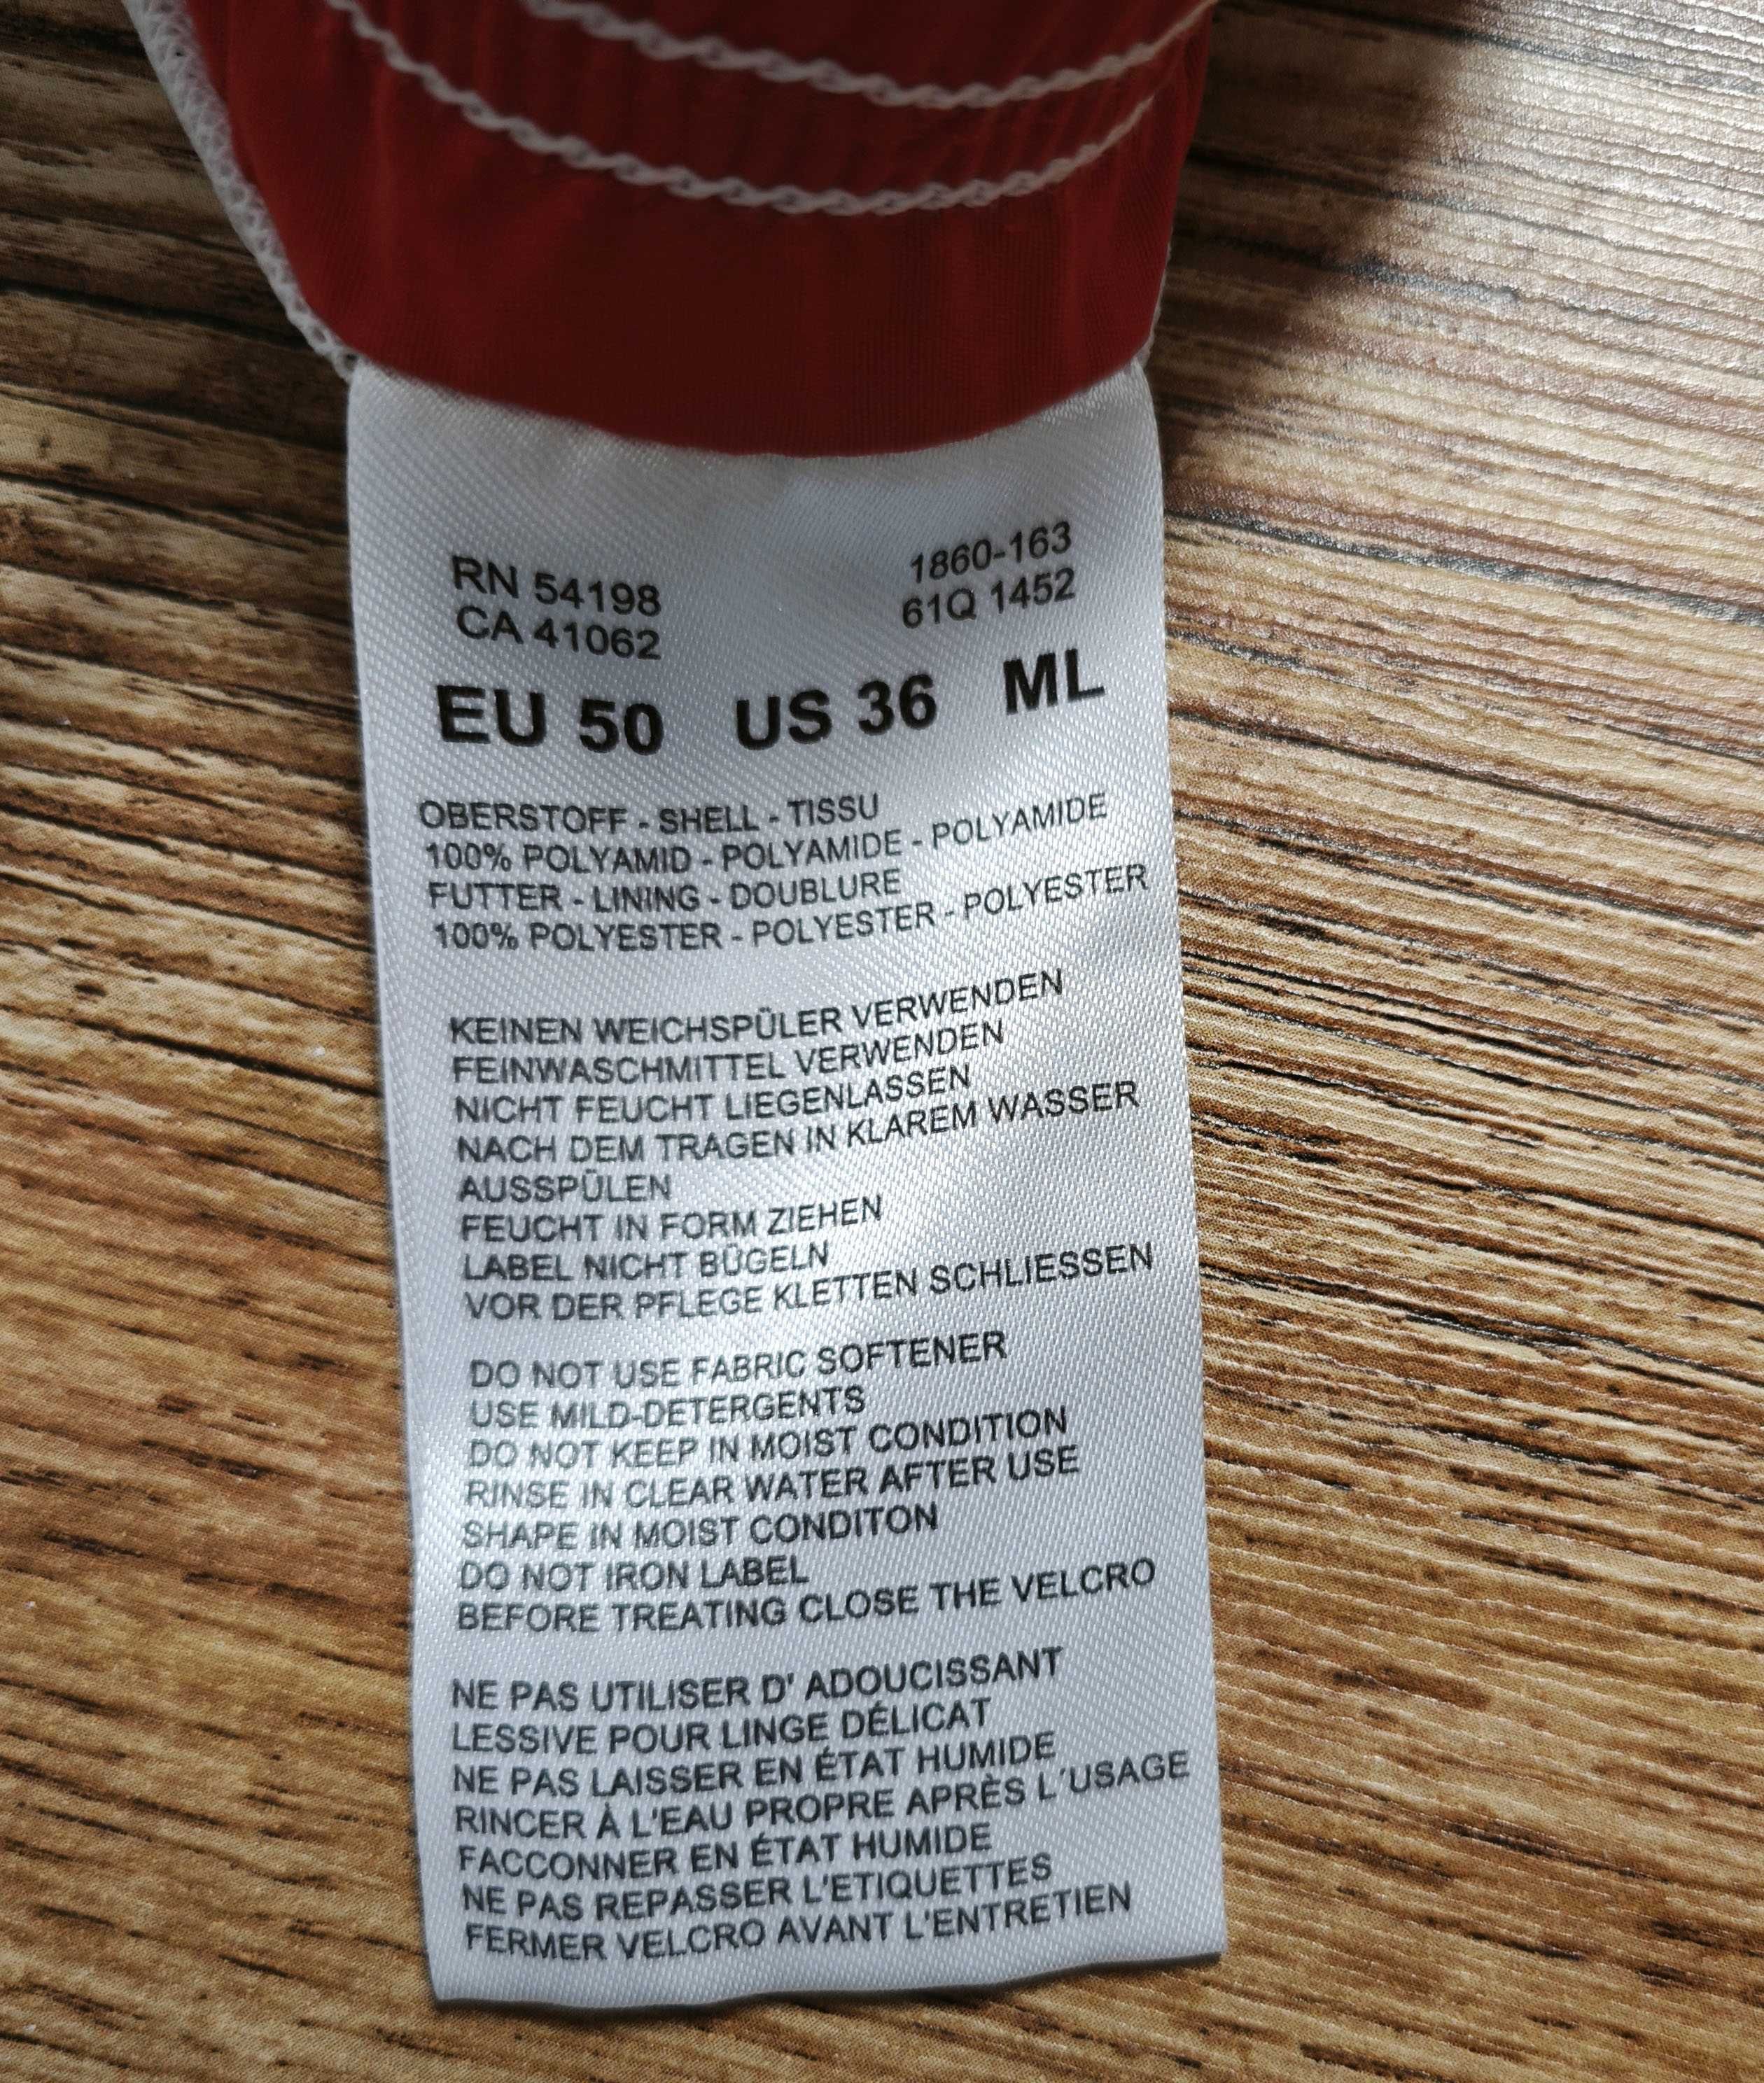 RN 54198
CA 41062
1860-163
61Q 1452
EU 50 US 36 ML
OBERSTOFF - SHELL - TISSU
100% POLYAMID - POLYAMIDE - POLYAMIDE
FUTTER - LINING - DOUBLURE
100% POLYESTER - POLYESTER - POLYESTER
KEINEN WEICHSPÜLER VERWENDEN
FEINWASCHMITTEL VERWENDEN
NICHT FEUCHT LIEGENLASSEN
NACH DEM TRAGEN IN KLAREM WASSER
AUSSPÜLEN
FEUCHT IN FORM ZIEHEN
LABEL NICHT BÜGELN
VOR DER PFLEGE KLETTEN SCHLIESSEN
DO NOT USE FABRIC SOFTENER
USE MILD-DETERGENTS
DO NOT KEEP IN MOIST CONDITION
RINSE IN CLEAR WATER AFTER USE
SHAPE IN MOIST CONDITON
DO NOT IRON LABEL
BEFORE TREATING CLOSE THE VELCRO
NE PAS UTILISER D' ADOUCISSANT
LESSIVE POUR LINGE DÉLICAT
NE PAS LAISSER EN ÉTAT HUMIDE
RINCER À L'EAU PROPRE APRÈS L'USAGE
FACCONNER EN ÉTAT HUMIDE
NE PAS REPASSER L'ETIQUETTES
FERMER VELCRO AVANT L'ENTRETIEN